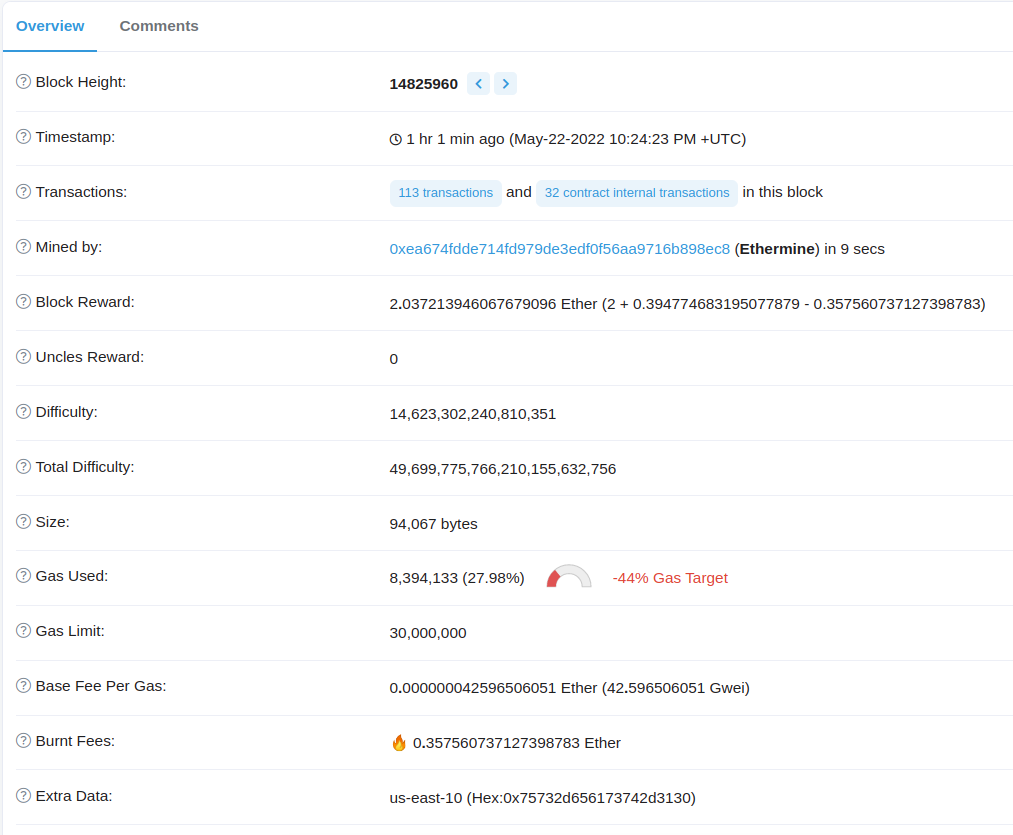 Overview Comments
Block Height: 14825960
Timestamp: 1 hr 1 min ago (May-22-2022 10:24:23 PM +UTC)
Transactions: 113 transactions and 32 contract internal transactions in this block
Mined by: 0xea674fdde714fd979de3edf0f56aa9716b898ec8 (Ethermine) in 9 secs
Block Reward: 2.037213946067679096 Ether (2 + 0.394774683195077879 - 0.357560737127398783)
Uncles Reward: 0
Difficulty: 14,623,302,240,810,351
Total Difficulty: 49,699,775,766,210,155,632,756
Size: 94,067 bytes
Gas Used: 8,394,133 (27.98%) -44% Gas Target
Gas Limit: 30,000,000
Base Fee Per Gas: 0.000000042596506051 Ether (42.596506051 Gwei)
Burnt Fees: 🔥 0.357560737127398783 Ether
Extra Data: us-east-10 (Hex:0x75732d656173742d3130)